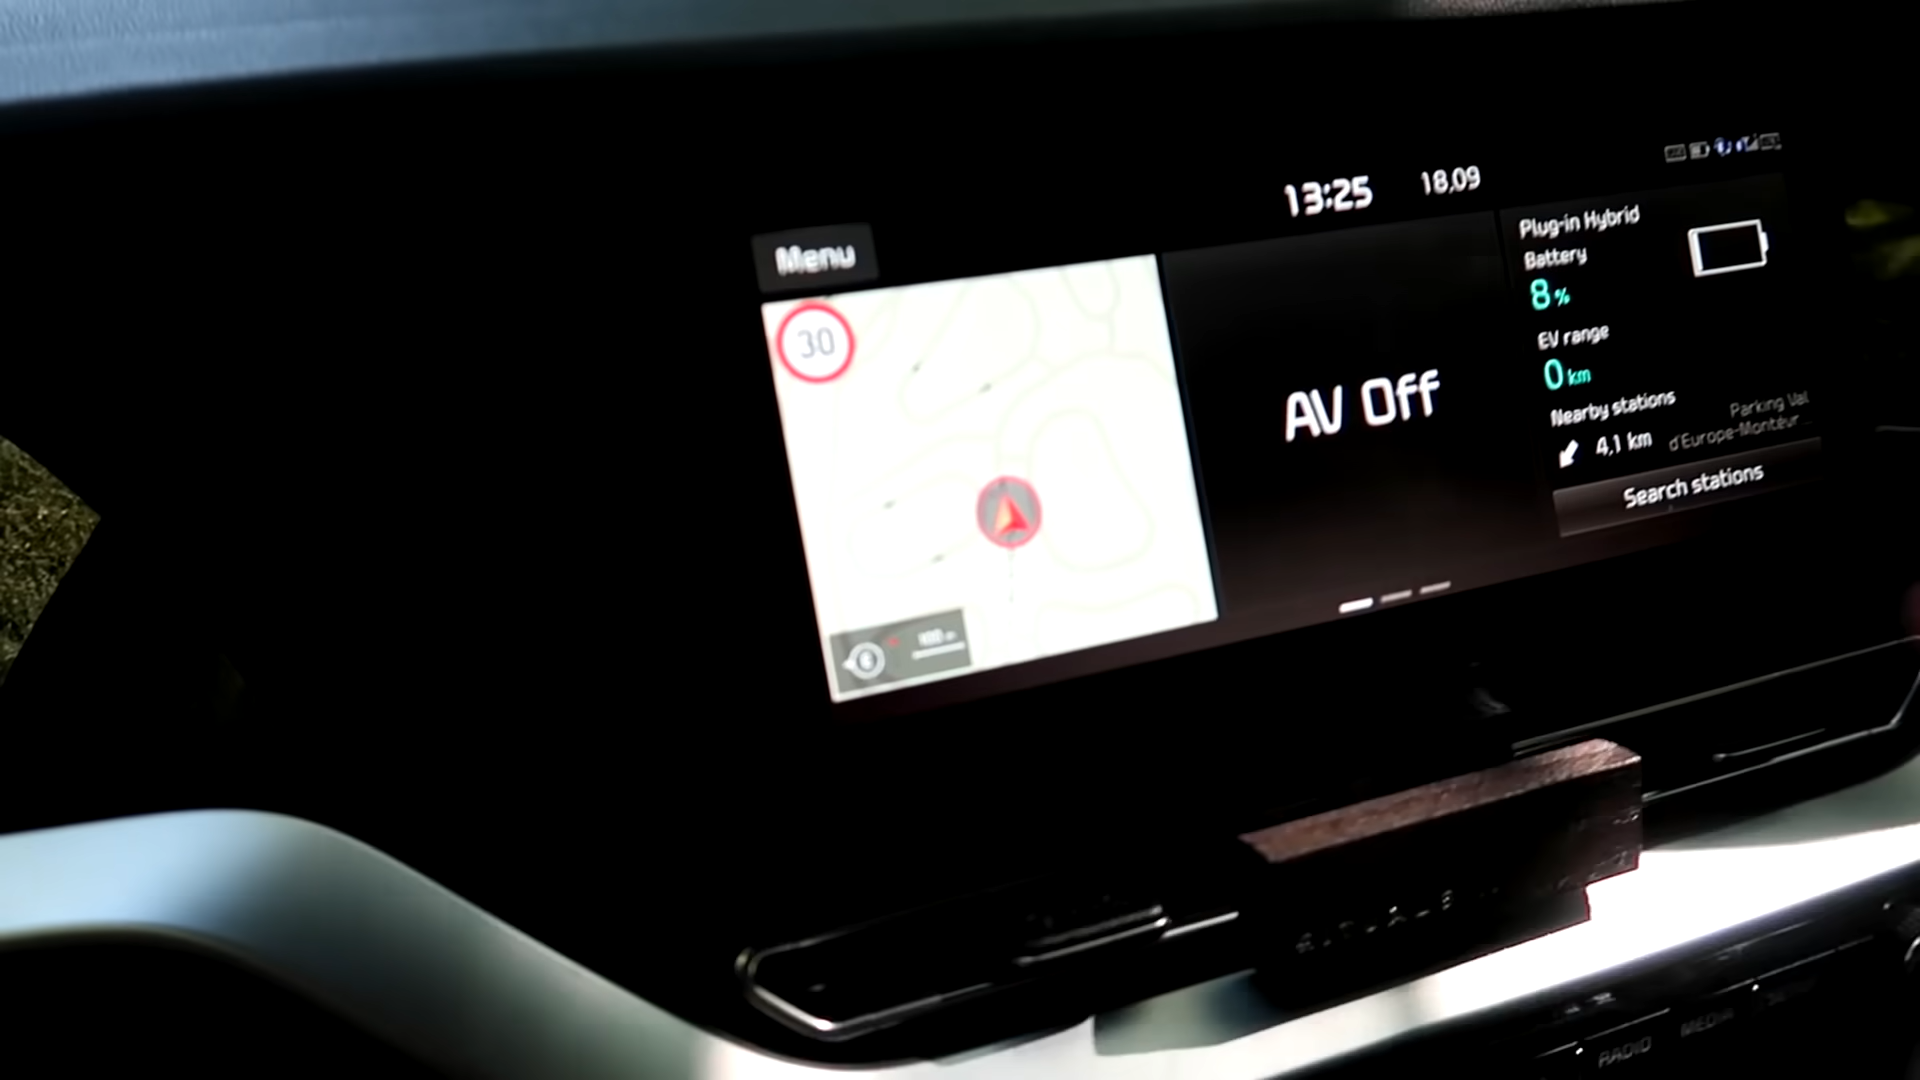 13:25 18.09
Menu
30
AV Off
Plug-in Hybrid
Battery
8%
EV range
0 km
Nearby stations
4,1 km
Parking Val
d'Europe-Montévr...
Search stations
RADIO
MEDIA